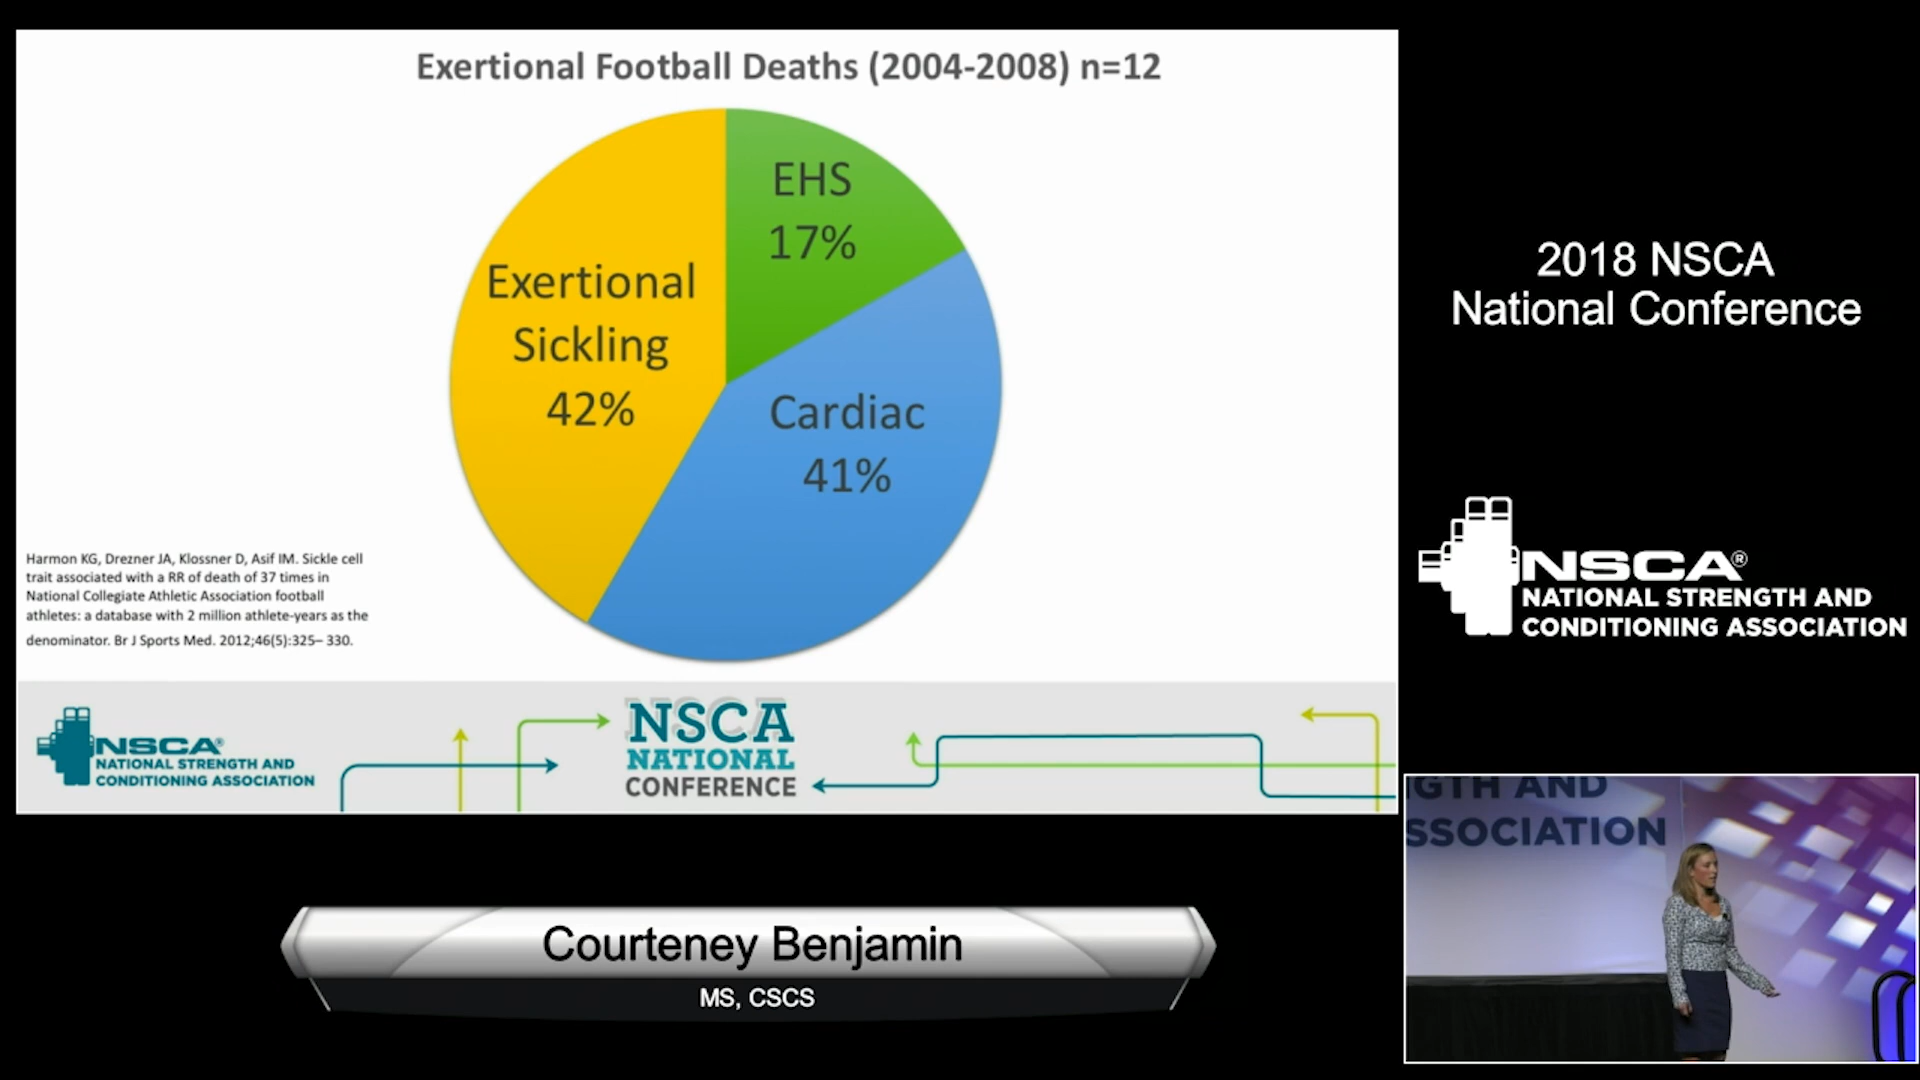 Exertional Football Deaths (2004-2008) n=12
EHS
17%
Exertional
Sickling
42%
Cardiac
41%
Harmon KG, Drezner JA, Klossner D, Asif IM. Sickle cell
trait associated with a RR of death of 37 times in
National Collegiate Athletic Association football
athletes: a database with 2 million athlete-years as the
denominator. Br J Sports Med. 2012;46(5):325– 330.
NSCA®
NATIONAL STRENGTH AND
CONDITIONING ASSOCIATION
NSCA
NATIONAL
CONFERENCE
2018 NSCA
National Conference
NSCA®
NATIONAL STRENGTH AND
CONDITIONING ASSOCIATION
GTH AND
SSOCIATION
Courteney Benjamin
MS, CSCS